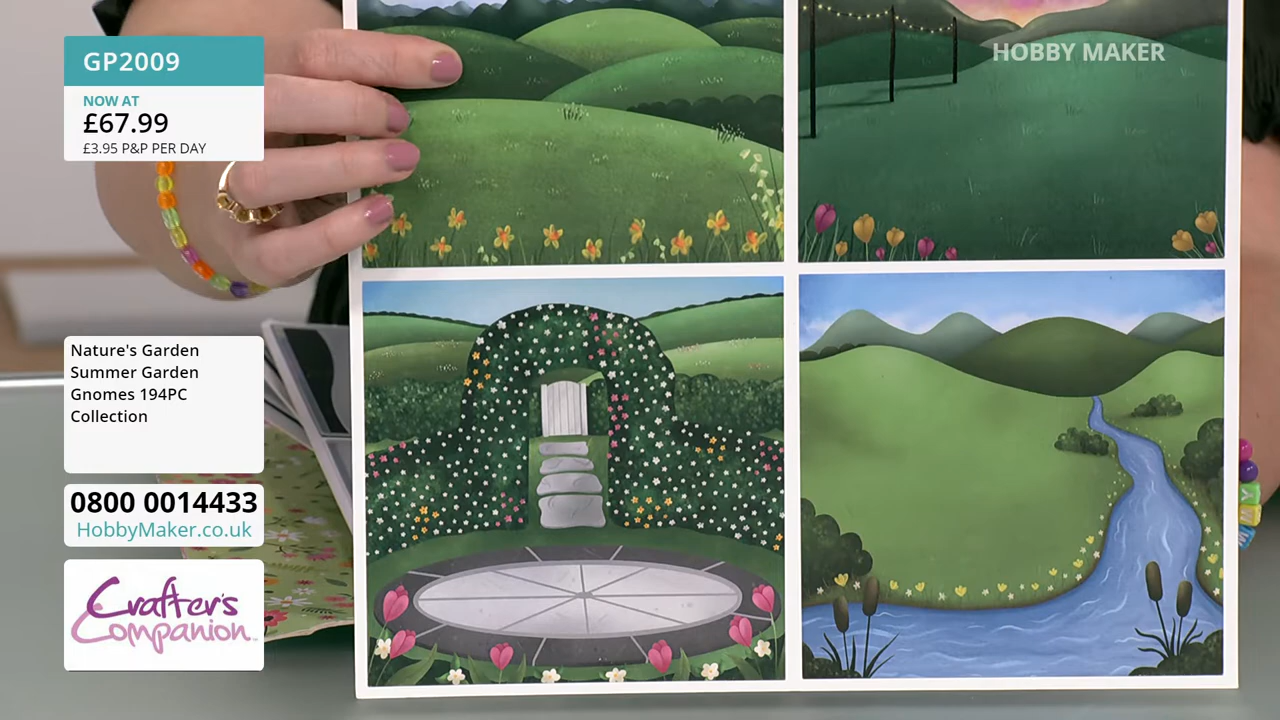 GP2009
NOW AT
£67.99
£3.95 P&P PER DAY
HOBBY MAKER
Nature's Garden
Summer Garden
Gnomes 194PC
Collection
0800 0014433
HobbyMaker.co.uk
Crafter's
Companion